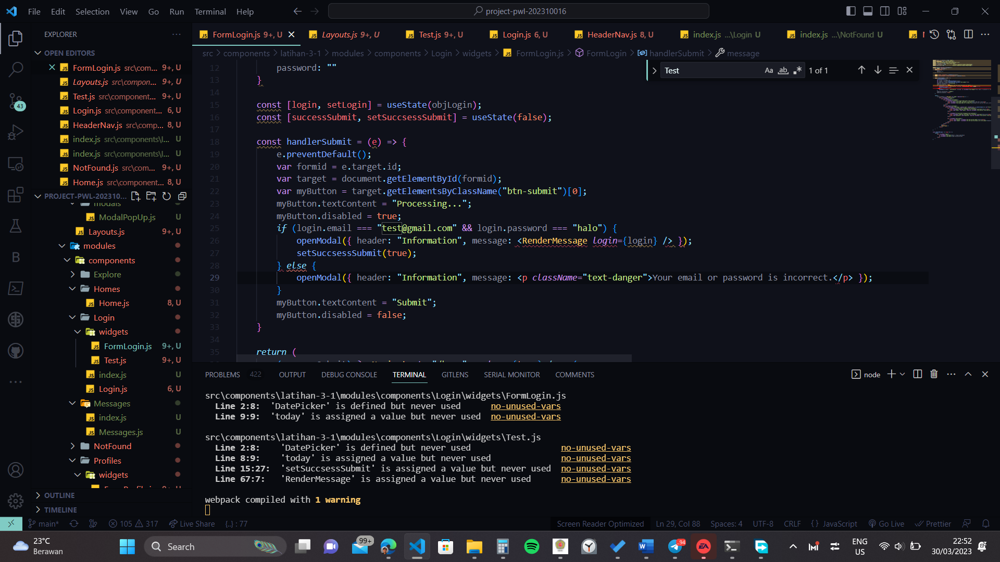 File Edit Selection View Go Run Terminal Help
project-pwl-202310016
EXPLORER
OPEN EDITORS
FormLogin.js src\com... 9+, U
Layouts.js src\compon... 9+, U
Test.js src\component... 9+, U
Login.js src\component... 6, U
HeaderNav.js src\comp... 8, U
index.js src\components\l... U
index.js src\components\l... U
NotFound.js src\com... 9+, U
Home.js src\component... 8, U
PROJECT-PWL-202310...
modals
ModalPopUp.js U
Layouts.js 9+, U
modules
components
Explore
Homes
Home.js 8, U
Login
widgets
FormLogin.js 9+, U
Test.js 9+, U
index.js U
Login.js 6, U
Messages
index.js U
Messages.js U
NotFound
Profiles
widgets
OUTLINE
TIMELINE
43
FormLogin.js 9+, U Layouts.js 9+, U Test.js 9+, U Login.js 6, U HeaderNav.js 8, U index.js ...\Login U index.js ...\NotFound U
src > components > latihan-3-1 > modules > components > Login > widgets > FormLogin.js > FormLogin > handlerSubmit > message
Test Aa ab 1 of 1
12 password: ""
13 }
14
15 const [login, setLogin] = useState(objLogin);
16 const [successSubmit, setSuccsessSubmit] = useState(false);
17
18 const handlerSubmit = (e) => {
19 e.preventDefault();
20 var formid = e.target.id;
21 var target = document.getElementById(formid);
22 var myButton = target.getElementsByClassName("btn-submit")[0];
23 myButton.textContent = "Processing...";
24 myButton.disabled = true;
25 if (login.email === "test@gmail.com" && login.password === "halo") {
26 openModal({ header: "Information", message: <RenderMessage login={login} /> });
27 setSuccsessSubmit(true);
28 } else {
29 openModal({ header: "Information", message: <p className="text-danger">Your email or password is incorrect.</p> });
30 }
31 myButton.textContent = "Submit";
32 myButton.disabled = false;
33 }
34
35 return (
PROBLEMS 422 OUTPUT DEBUG CONSOLE TERMINAL GITLENS SERIAL MONITOR COMMENTS
node
src\components\latihan-3-1\modules\components\Login\widgets\FormLogin.js
Line 2:8: 'DatePicker' is defined but never used no-unused-vars
Line 9:9: 'today' is assigned a value but never used no-unused-vars
src\components\latihan-3-1\modules\components\Login\widgets\Test.js
Line 2:8: 'DatePicker' is defined but never used no-unused-vars
Line 8:9: 'today' is assigned a value but never used no-unused-vars
Line 15:27: 'setSuccsessSubmit' is assigned a value but never used no-unused-vars
Line 67:7: 'RenderMessage' is assigned a value but never used no-unused-vars
webpack compiled with 1 warning
main* 105 317 Live Share {..} : 77 Screen Reader Optimized Ln 29, Col 88 Spaces: 4 UTF-8 CRLF {} JavaScript Go Live Prettier
23°C
Berawan
Search
99+
94
EA
ENG
US
22:52
30/03/2023